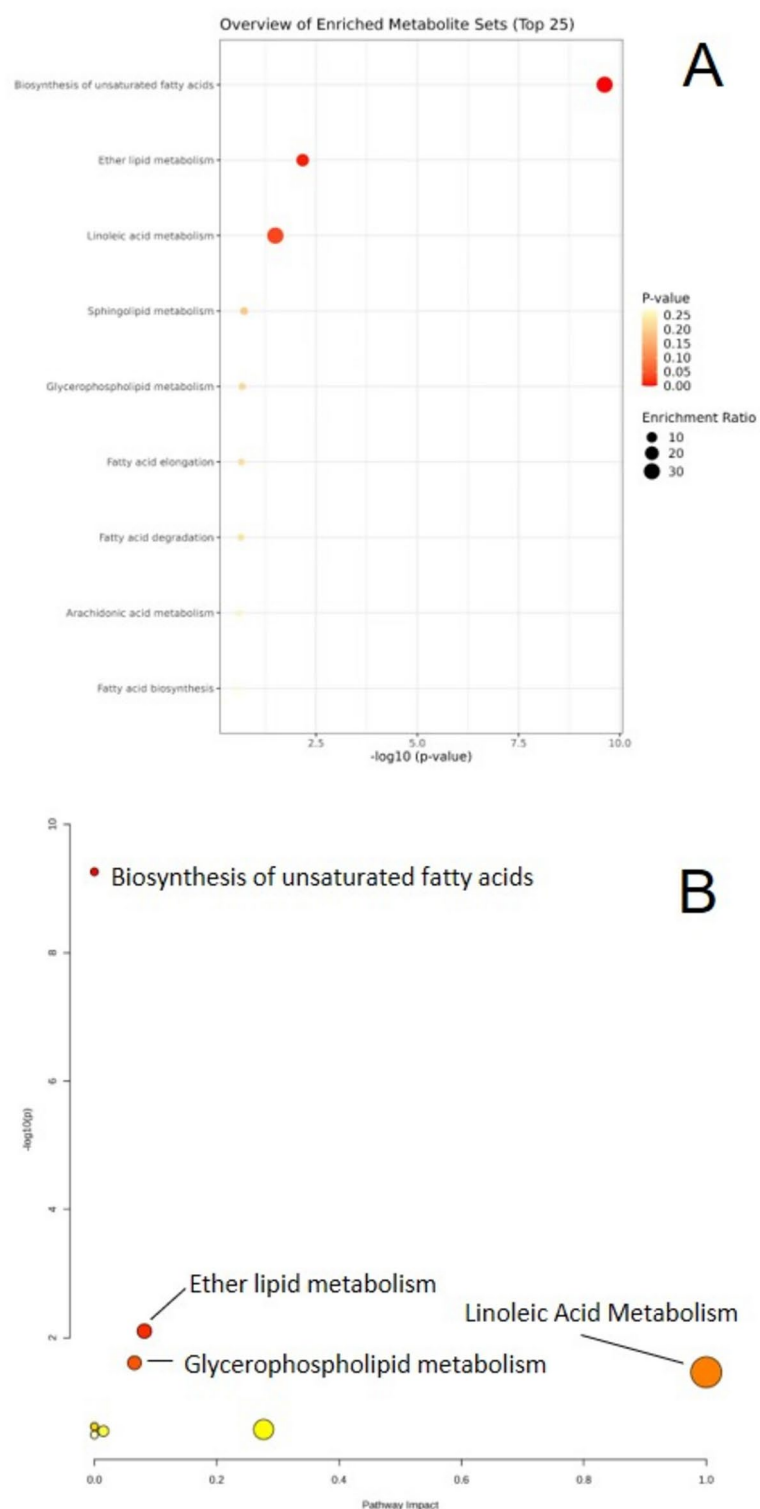 Overview of Enriched Metabolite Sets (Top 25)
A
Biosynthesis of unsaturated fatty acids
Ether lipid metabolism
Linoleic acid metabolism
Sphingolipid metabolism
Glycerophospholipid metabolism
Fatty acid elongation
Fatty acid degradation
Arachidonic acid metabolism
Fatty acid biosynthesis
2.5 5.0 7.5 10.0
-log10 (p-value)
P-value
0.25
0.20
0.15
0.10
0.05
0.00
Enrichment Ratio
10
20
30
B
10
8
6
4
2
-log10(p)
Biosynthesis of unsaturated fatty acids
Ether lipid metabolism
Linoleic Acid Metabolism
Glycerophospholipid metabolism
0.0 0.2 0.4 0.6 0.8 1.0
Pathway Impact